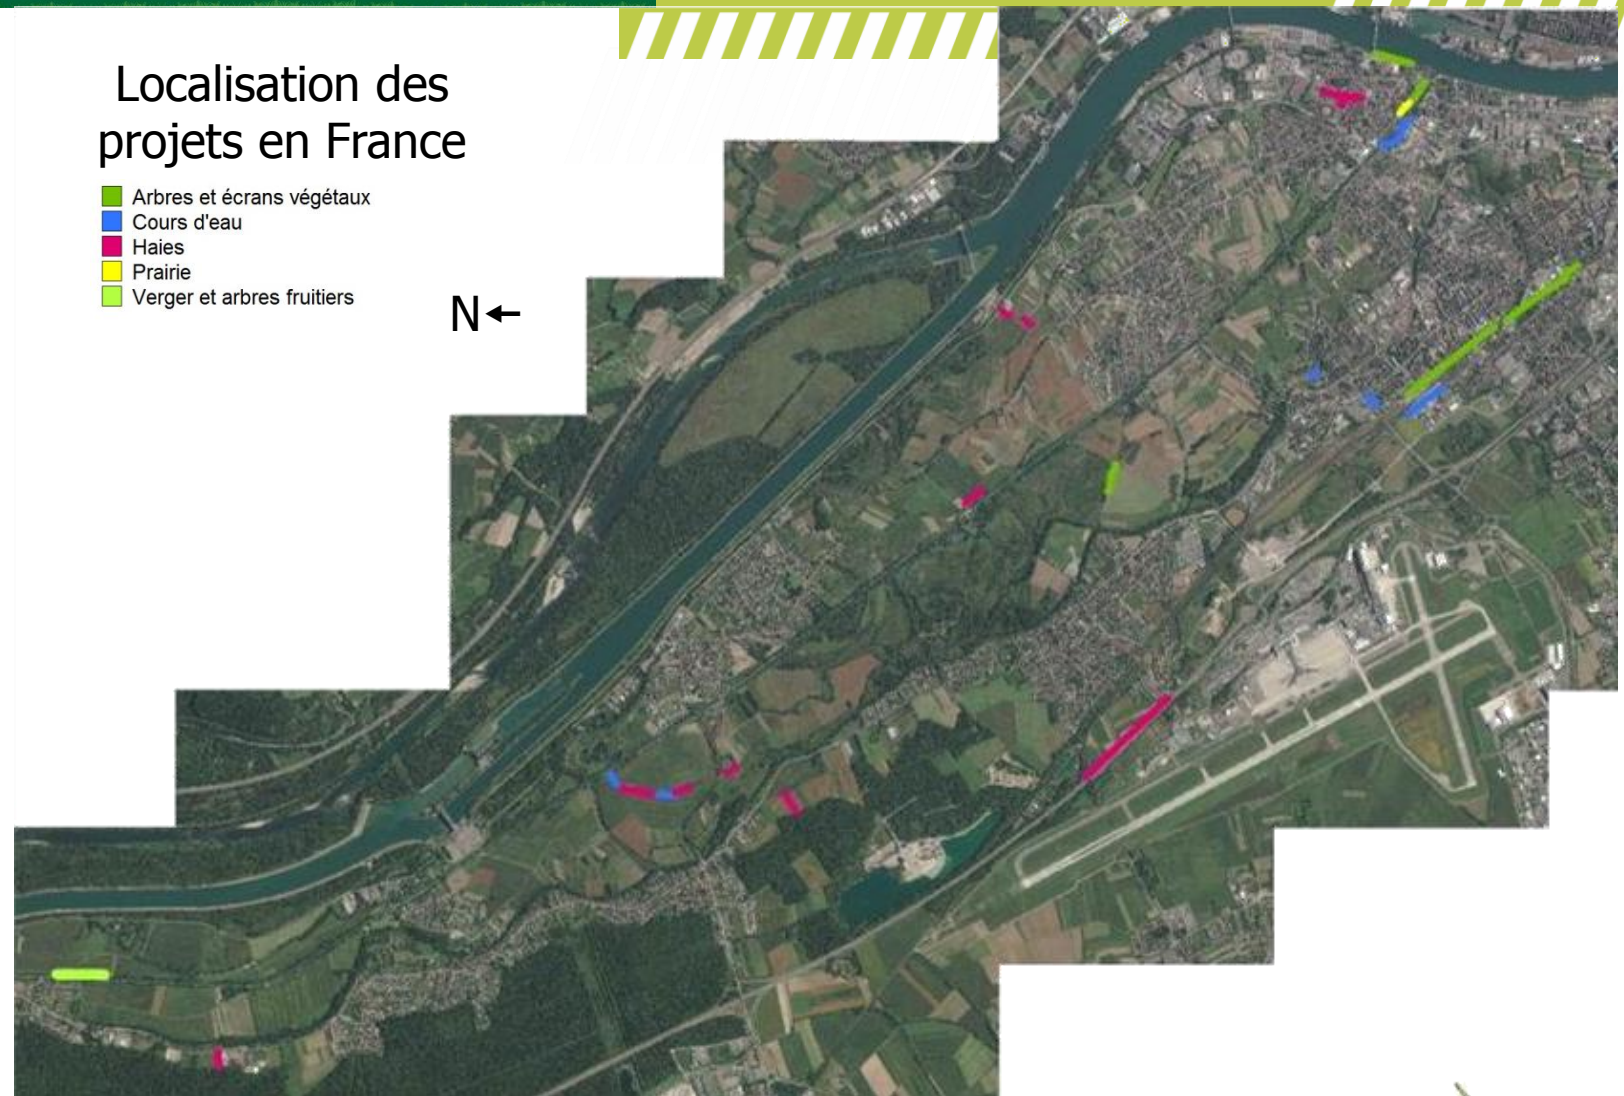 Localisation des
projets en France
Arbres et écrans végétaux
Cours d'eau
Haies
Prairie
Verger et arbres fruitiers
N